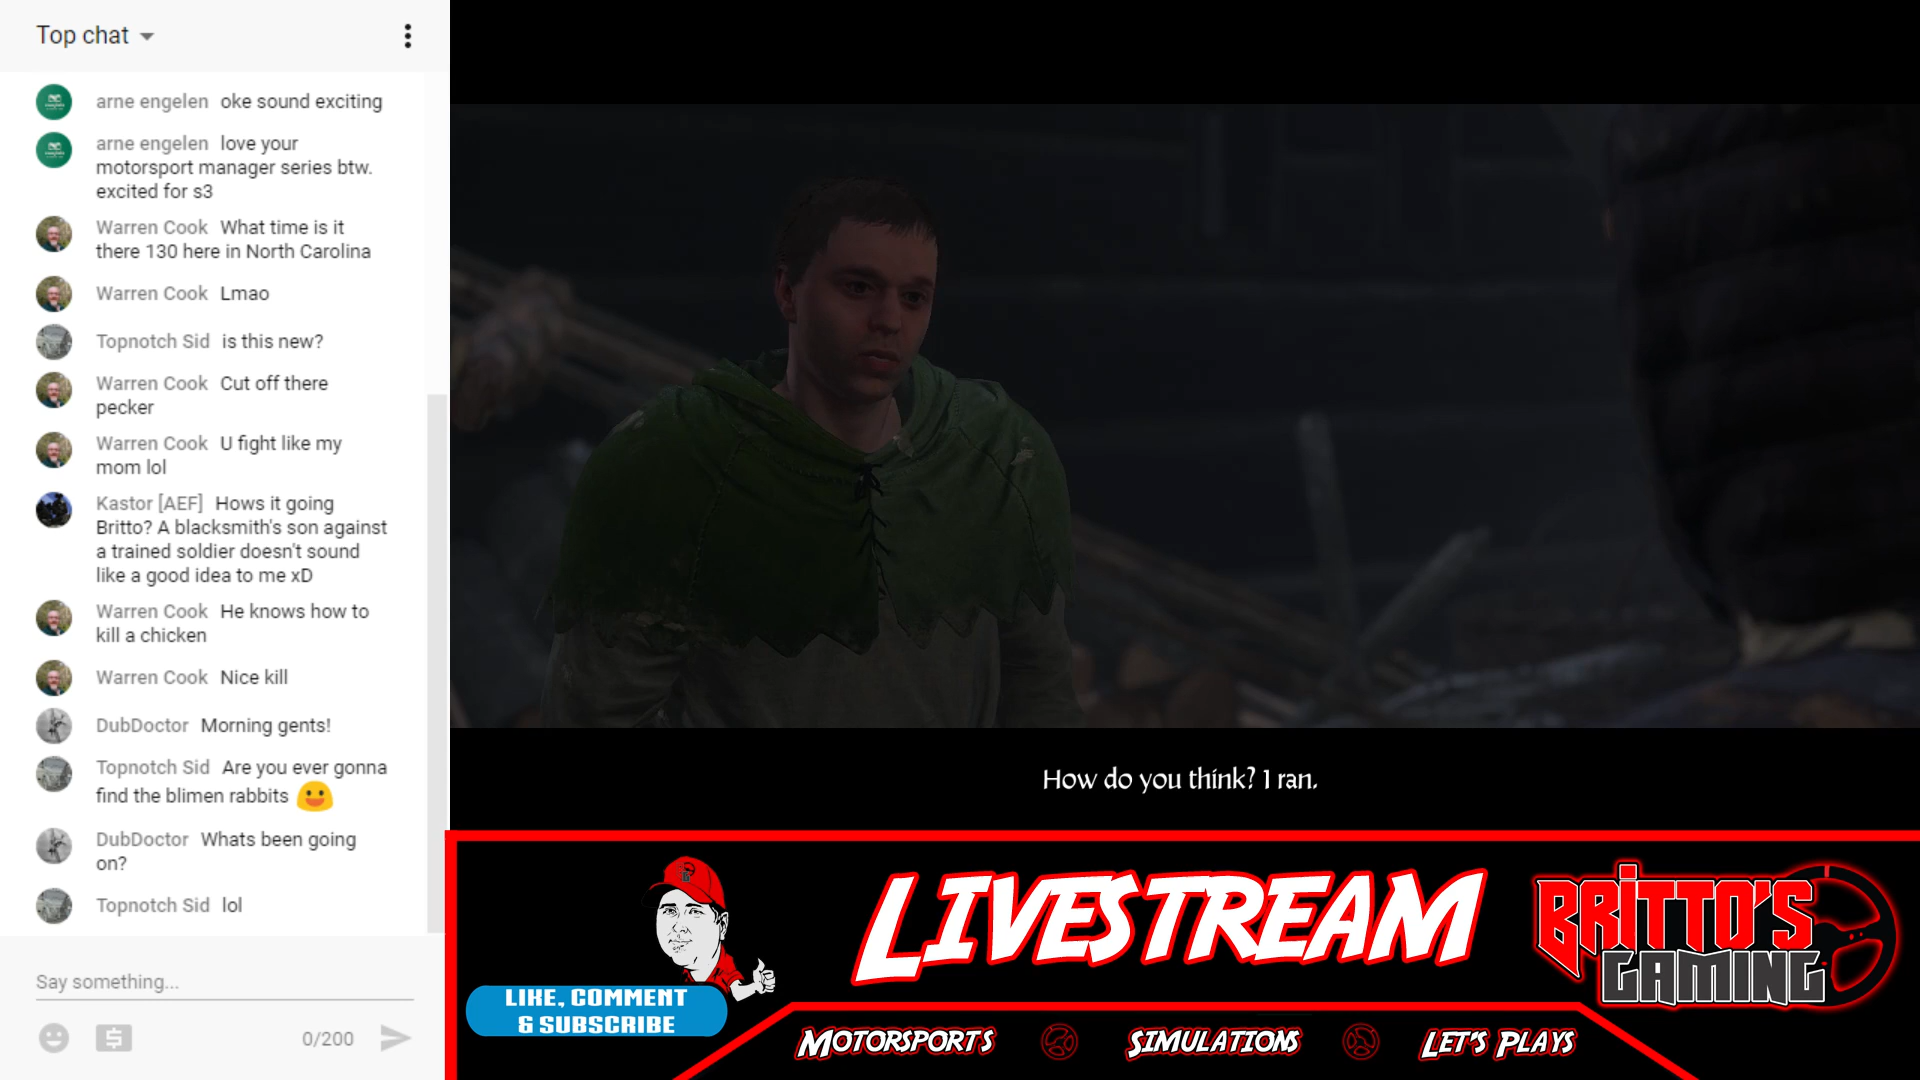 Top chat
arne engelen oke sound exciting
arne engelen love your
motorsport manager series btw.
excited for s3
Warren Cook What time is it
there 130 here in North Carolina
Warren Cook Lmao
Topnotch Sid is this new?
Warren Cook Cut off there
pecker
Warren Cook U fight like my
mom lol
Kastor [AEF] Hows it going
Britto? A blacksmith's son against
a trained soldier doesn't sound
like a good idea to me xD
Warren Cook He knows how to
kill a chicken
Warren Cook Nice kill
DubDoctor Morning gents!
Topnotch Sid Are you ever gonna
find the blimen rabbits
DubDoctor Whats been going
on?
Topnotch Sid lol
Say something...
0/200
How do you think? I ran.
LIVESTREAM
BRITTO'S
GAMING
LIKE, COMMENT
& SUBSCRIBE
MOTORSPORTS SIMULATIONS LET'S PLAYS